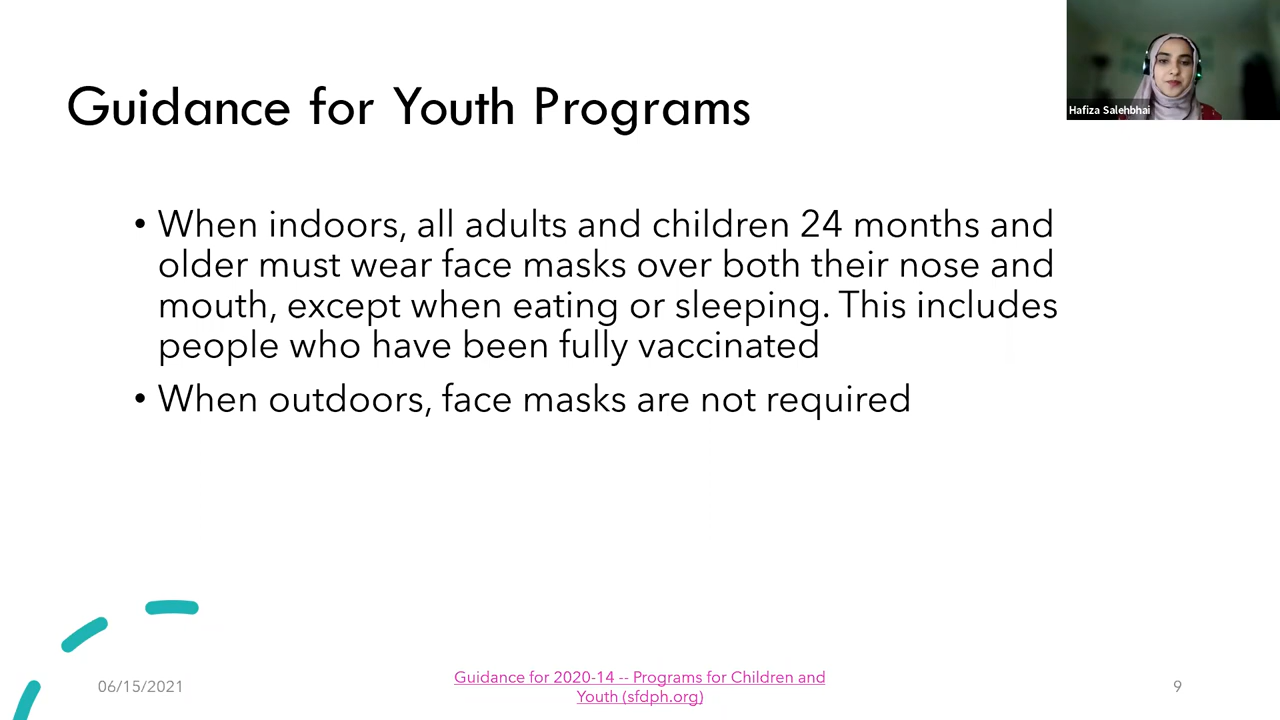 Guidance for Youth Programs
Hafiza Salehbhai
• When indoors, all adults and children 24 months and
older must wear face masks over both their nose and
mouth, except when eating or sleeping. This includes
people who have been fully vaccinated
• When outdoors, face masks are not required
06/15/2021
Guidance for 2020-14 -- Programs for Children and
Youth (sfdph.org)
9